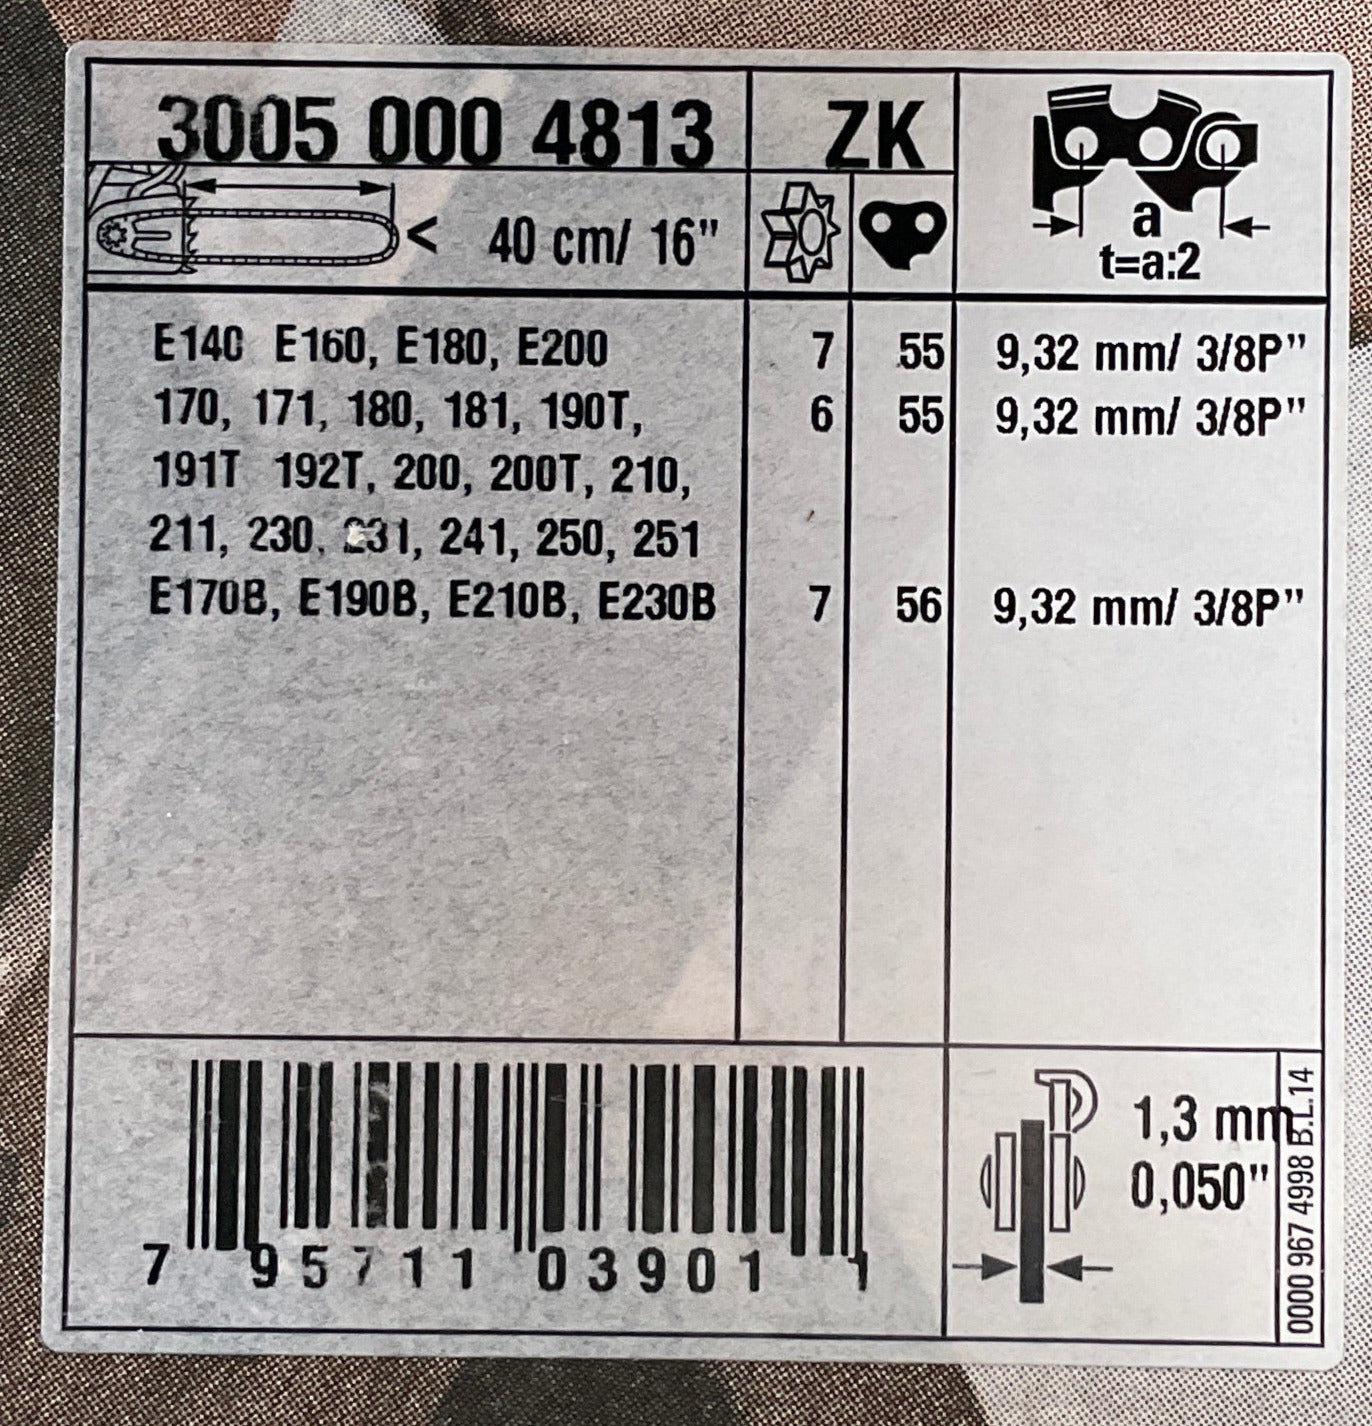 3005 000 4813 ZK
a
t=a:2
< 40 cm/ 16"
E140 E160, E180, E200 7 55 9,32 mm/ 3/8P"
170, 171, 180, 181, 190T, 6 55 9,32 mm/ 3/8P"
191T 192T, 200, 200T, 210,
211, 230, 231, 241, 250, 251
E170B, E190B, E210B, E230B 7 56 9,32 mm/ 3/8P"
7 95711 03901 1
1,3 mm
0,050"
0000 967 4998 B.L.14